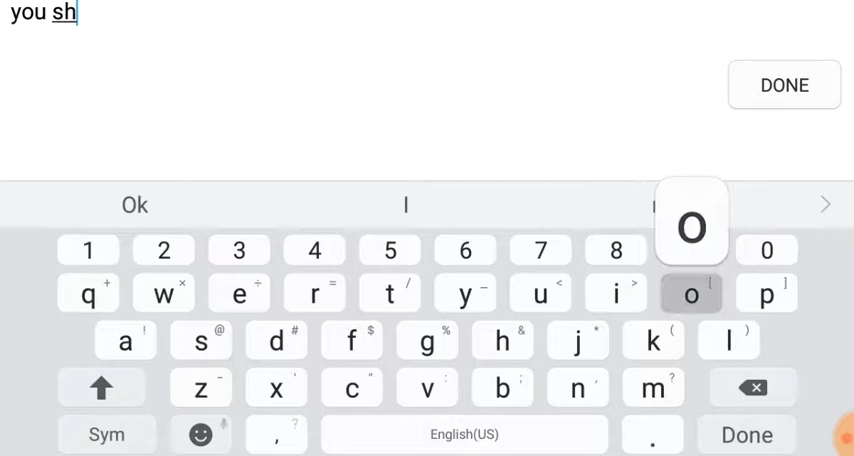 you sh
DONE
Ok I
o
1 2 3 4 5 6 7 8 0
q + w × e ÷ r = t / y _ u < i > o [ p ]
a ! s @ d # f $ g % h & j * k ( l )
z - x ' c " v : b ; n , m ?
Sym , ? English(US) . Done